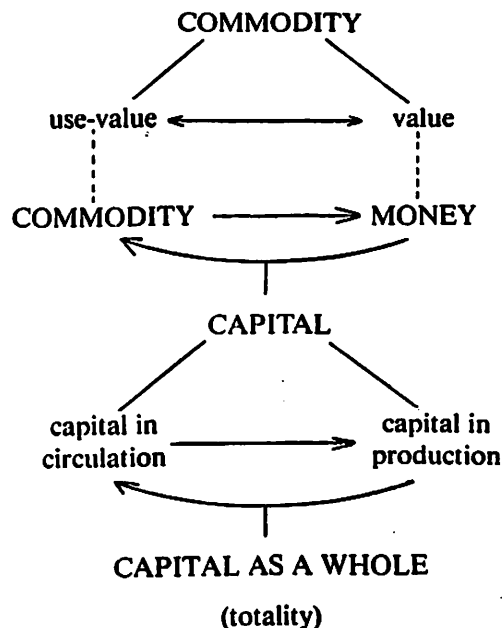 COMMODITY
use-value value
COMMODITY MONEY
CAPITAL
capital in capital in
circulation production
CAPITAL AS A WHOLE
(totality)